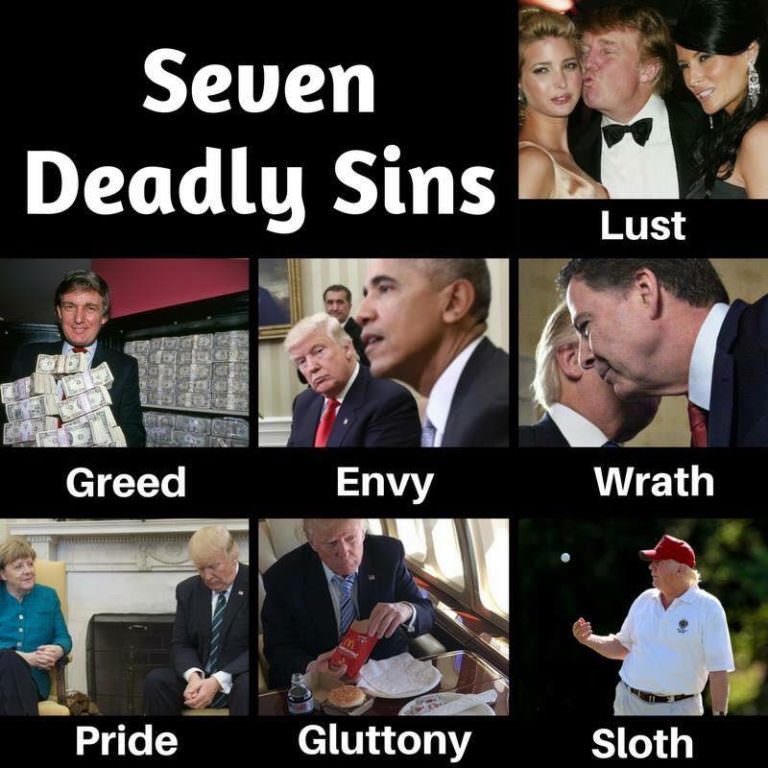 Seven
Deadly Sins
Lust
Greed
Envy
Wrath
Pride
Gluttony
Sloth